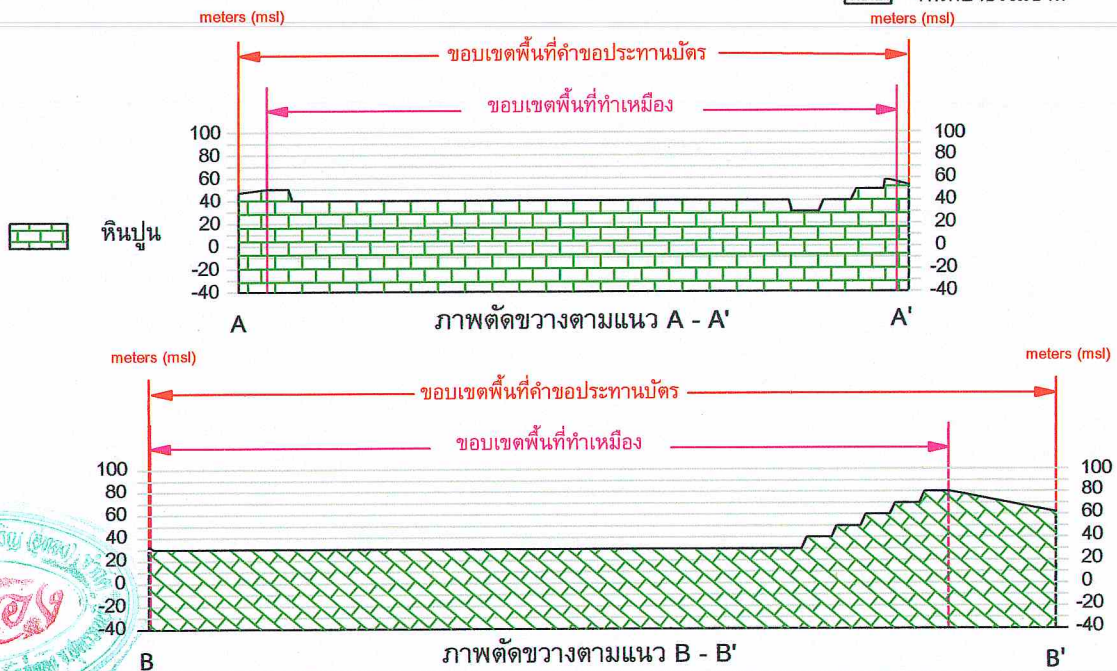 meters (msl) meters (msl)
ขอบเขตพื้นที่คำขอประทานบัตร
ขอบเขตพื้นที่ทำเหมือง
100 100
80 80
60 60
40 40
20 20
0 0
-20 -20
-40 -40
หินปูน
A A'
ภาพตัดขวางตามแนว A - A'
meters (msl) meters (msl)
ขอบเขตพื้นที่คำขอประทานบัตร
ขอบเขตพื้นที่ทำเหมือง
100 100
80 80
60 60
40 40
20 20
0 0
-20 -20
-40 -40
B B'
ภาพตัดขวางตามแนว B - B'